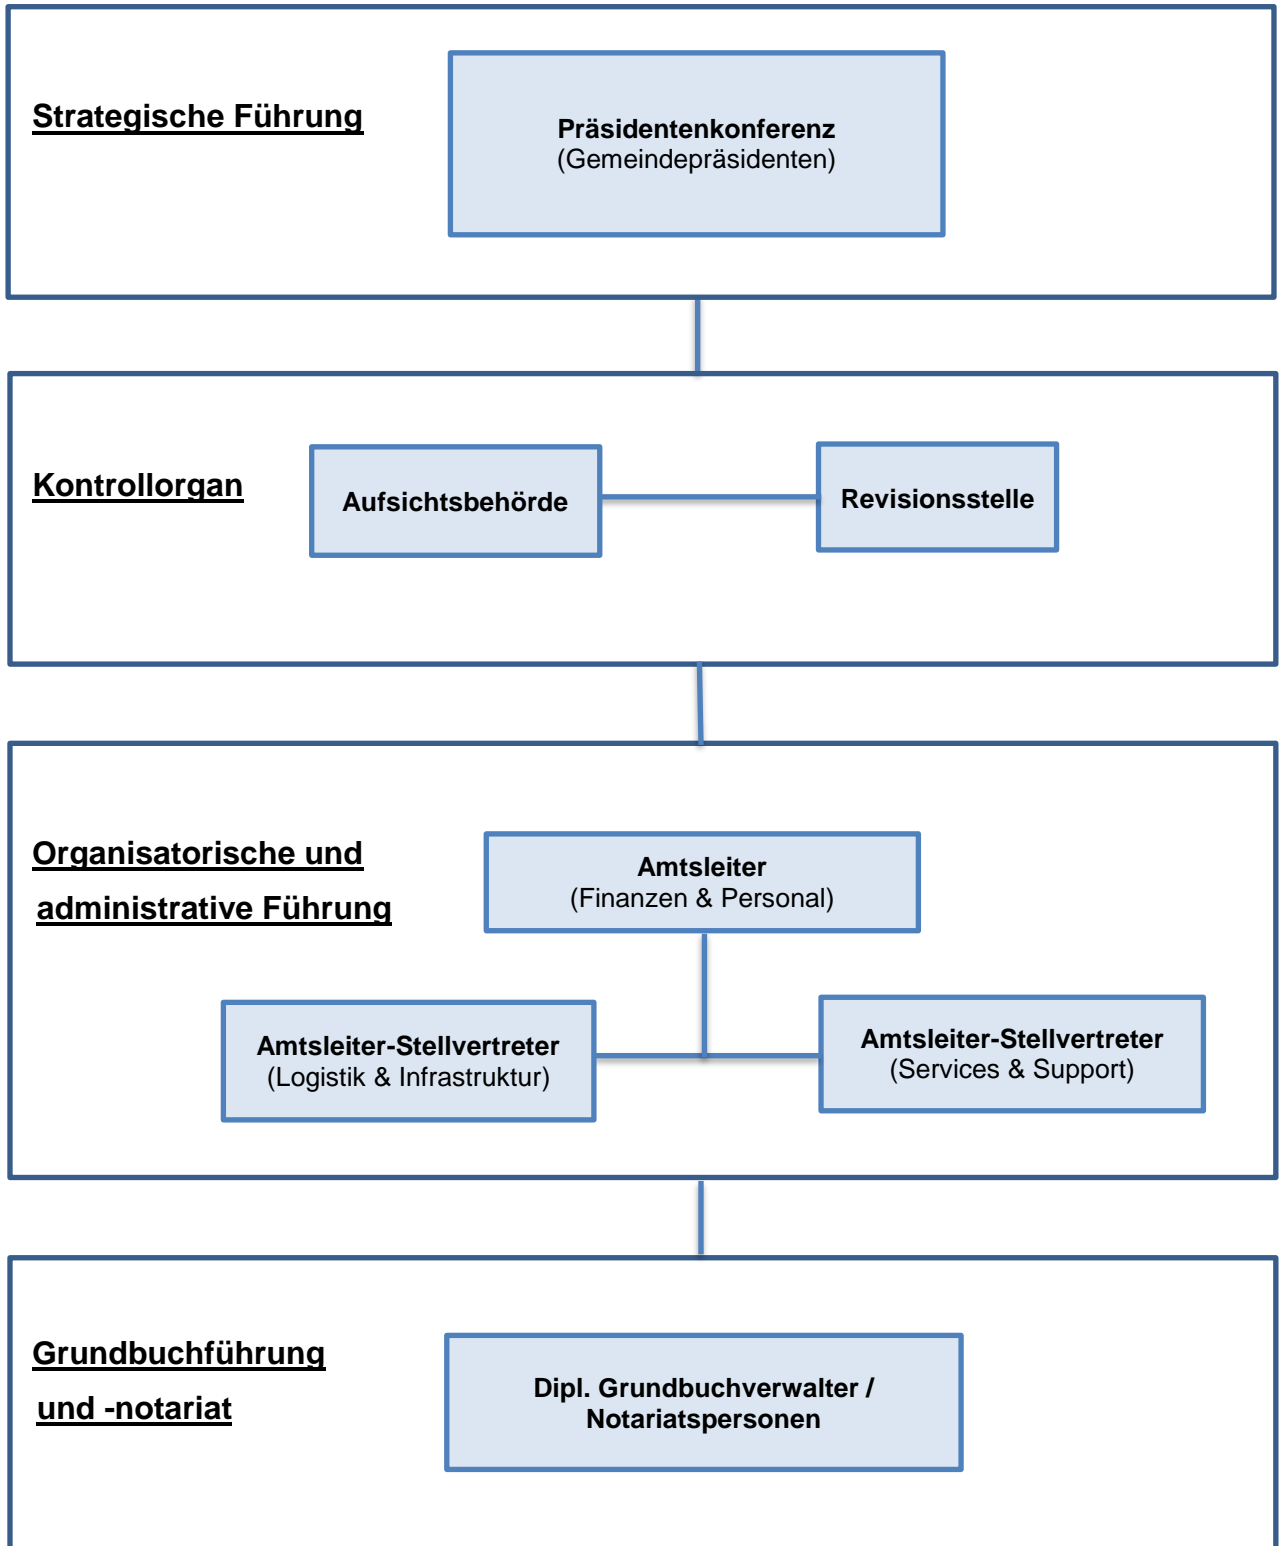 Strategische Führung
Präsidentenkonferenz
(Gemeindepräsidenten)
Kontrollorgan
Aufsichtsbehörde
Revisionsstelle
Organisatorische und
administrative Führung
Amtsleiter
(Finanzen & Personal)
Amtsleiter-Stellvertreter
(Logistik & Infrastruktur)
Amtsleiter-Stellvertreter
(Services & Support)
Grundbuchführung
und -notariat
Dipl. Grundbuchverwalter /
Notariatspersonen